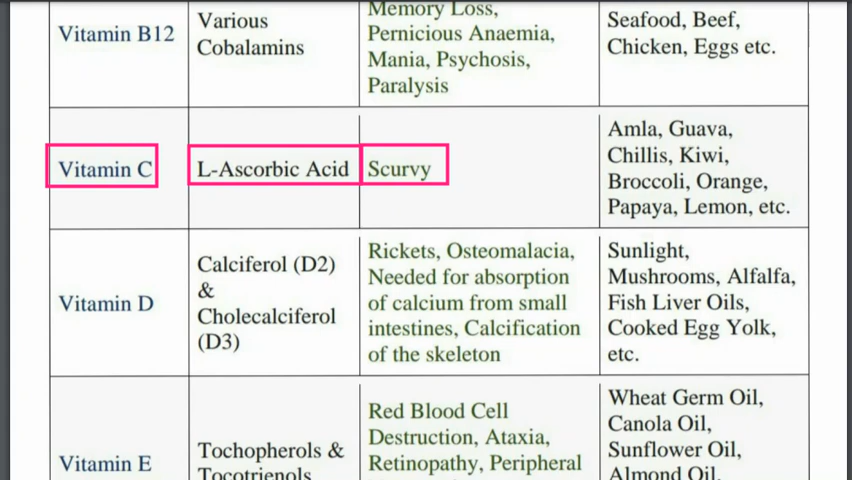 Vitamin B12
Various
Cobalamins
Memory Loss,
Pernicious Anaemia,
Mania, Psychosis,
Paralysis
Seafood, Beef,
Chicken, Eggs etc.
Vitamin C
L-Ascorbic Acid
Scurvy
Amla, Guava,
Chillis, Kiwi,
Broccoli, Orange,
Papaya, Lemon, etc.
Vitamin D
Calciferol (D2)
&
Cholecalciferol
(D3)
Rickets, Osteomalacia,
Needed for absorption
of calcium from small
intestines, Calcification
of the skeleton
Sunlight,
Mushrooms, Alfalfa,
Fish Liver Oils,
Cooked Egg Yolk,
etc.
Vitamin E
Tochopherols &
Tocotrienols
Red Blood Cell
Destruction, Ataxia,
Retinopathy, Peripheral
Wheat Germ Oil,
Canola Oil,
Sunflower Oil,
Almond Oil,